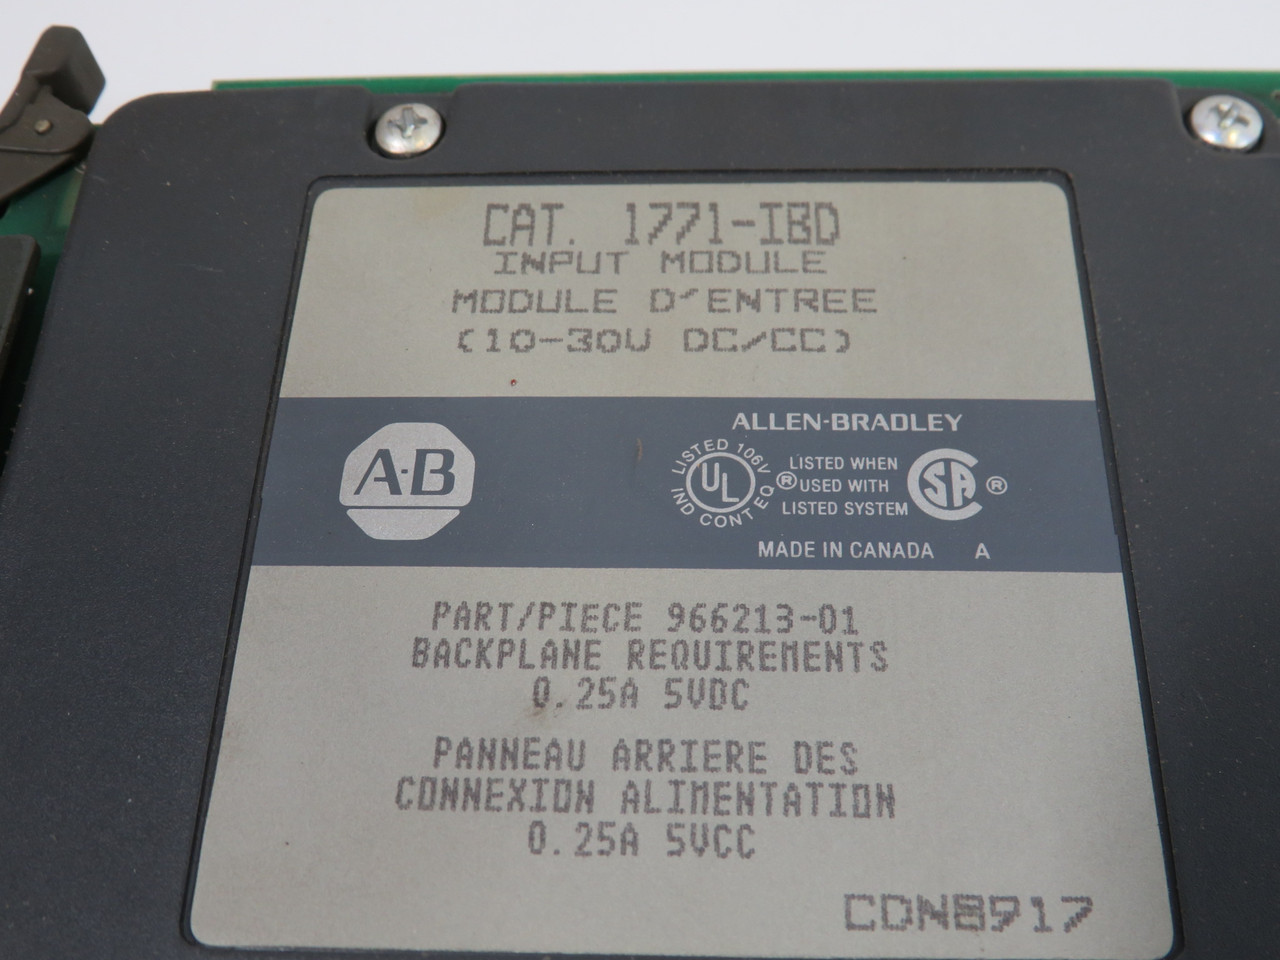 CAT. 1771-IBD
INPUT MODULE
MODULE D'ENTREE
(10-30V DC/CC)
A-B
ALLEN-BRADLEY
LISTED 106V
UL
IND CONT EQ
®
LISTED WHEN
USED WITH
LISTED SYSTEM
SA ®
MADE IN CANADA A
PART/PIECE 966213-01
BACKPLANE REQUIREMENTS
0.25A 5VDC
PANNEAU ARRIERE DES
CONNEXION ALIMENTATION
0.25A 5VCC
CDN8917